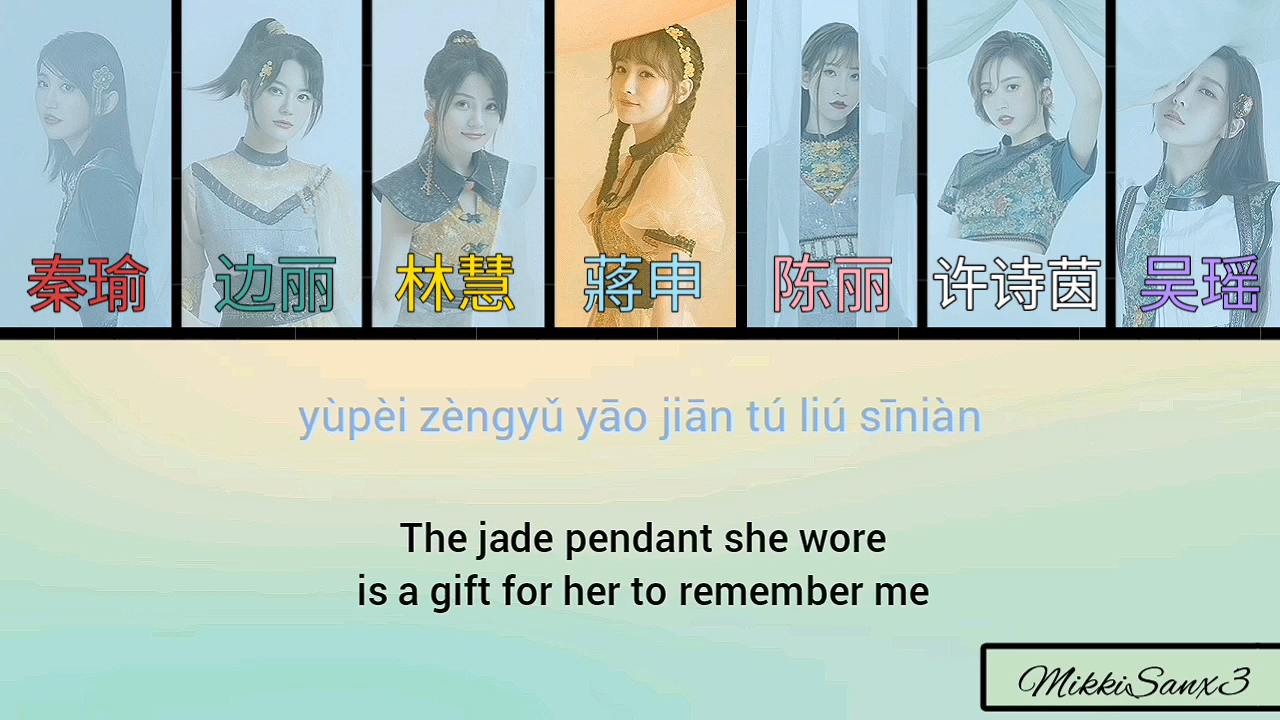 秦瑜 边丽 林慧 蔣申 陈丽 许诗茵 吴瑶
yùpèi zèngyǔ yāo jiān tú liú sīniàn
The jade pendant she wore
is a gift for her to remember me
MikkiSanx3